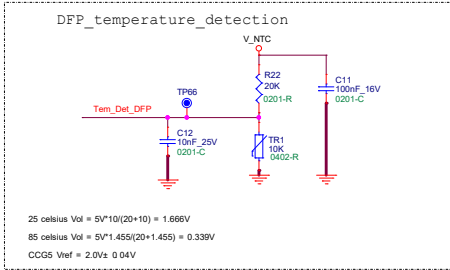 DFP_temperature_detection
V_NTC
R22
20K
0201-R
C11
100nF_16V
0201-C
TP66
Tem_Det_DFP
C12
10nF_25V
0201-C
TR1
10K
0402-R
25 celsius Vol = 5V*10/(20+10) = 1.666V
85 celsius Vol = 5V*1.455/(20+1.455) = 0.339V
CCG5 Vref = 2.0V± 0 04V